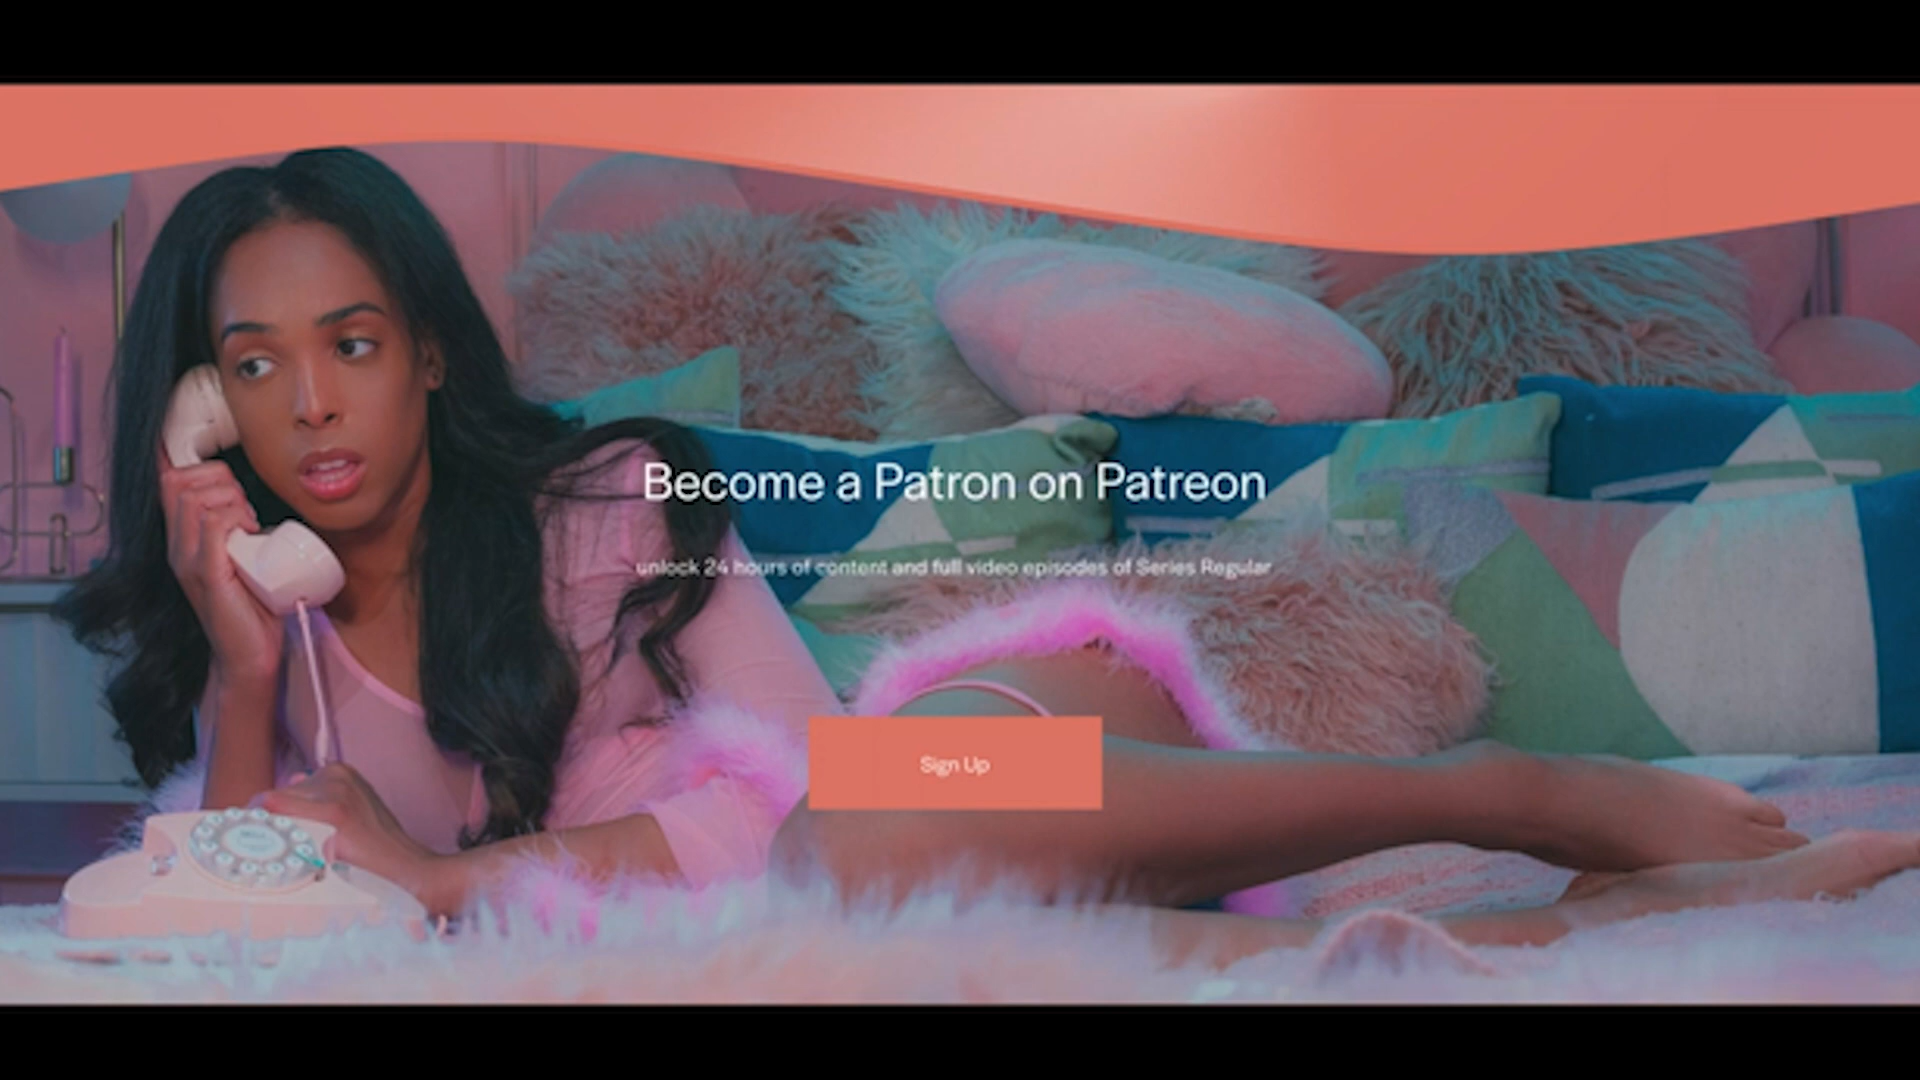 Become a Patron on Patreon
unlock 24 hours of content and full video episodes of Series Regular
Sign Up